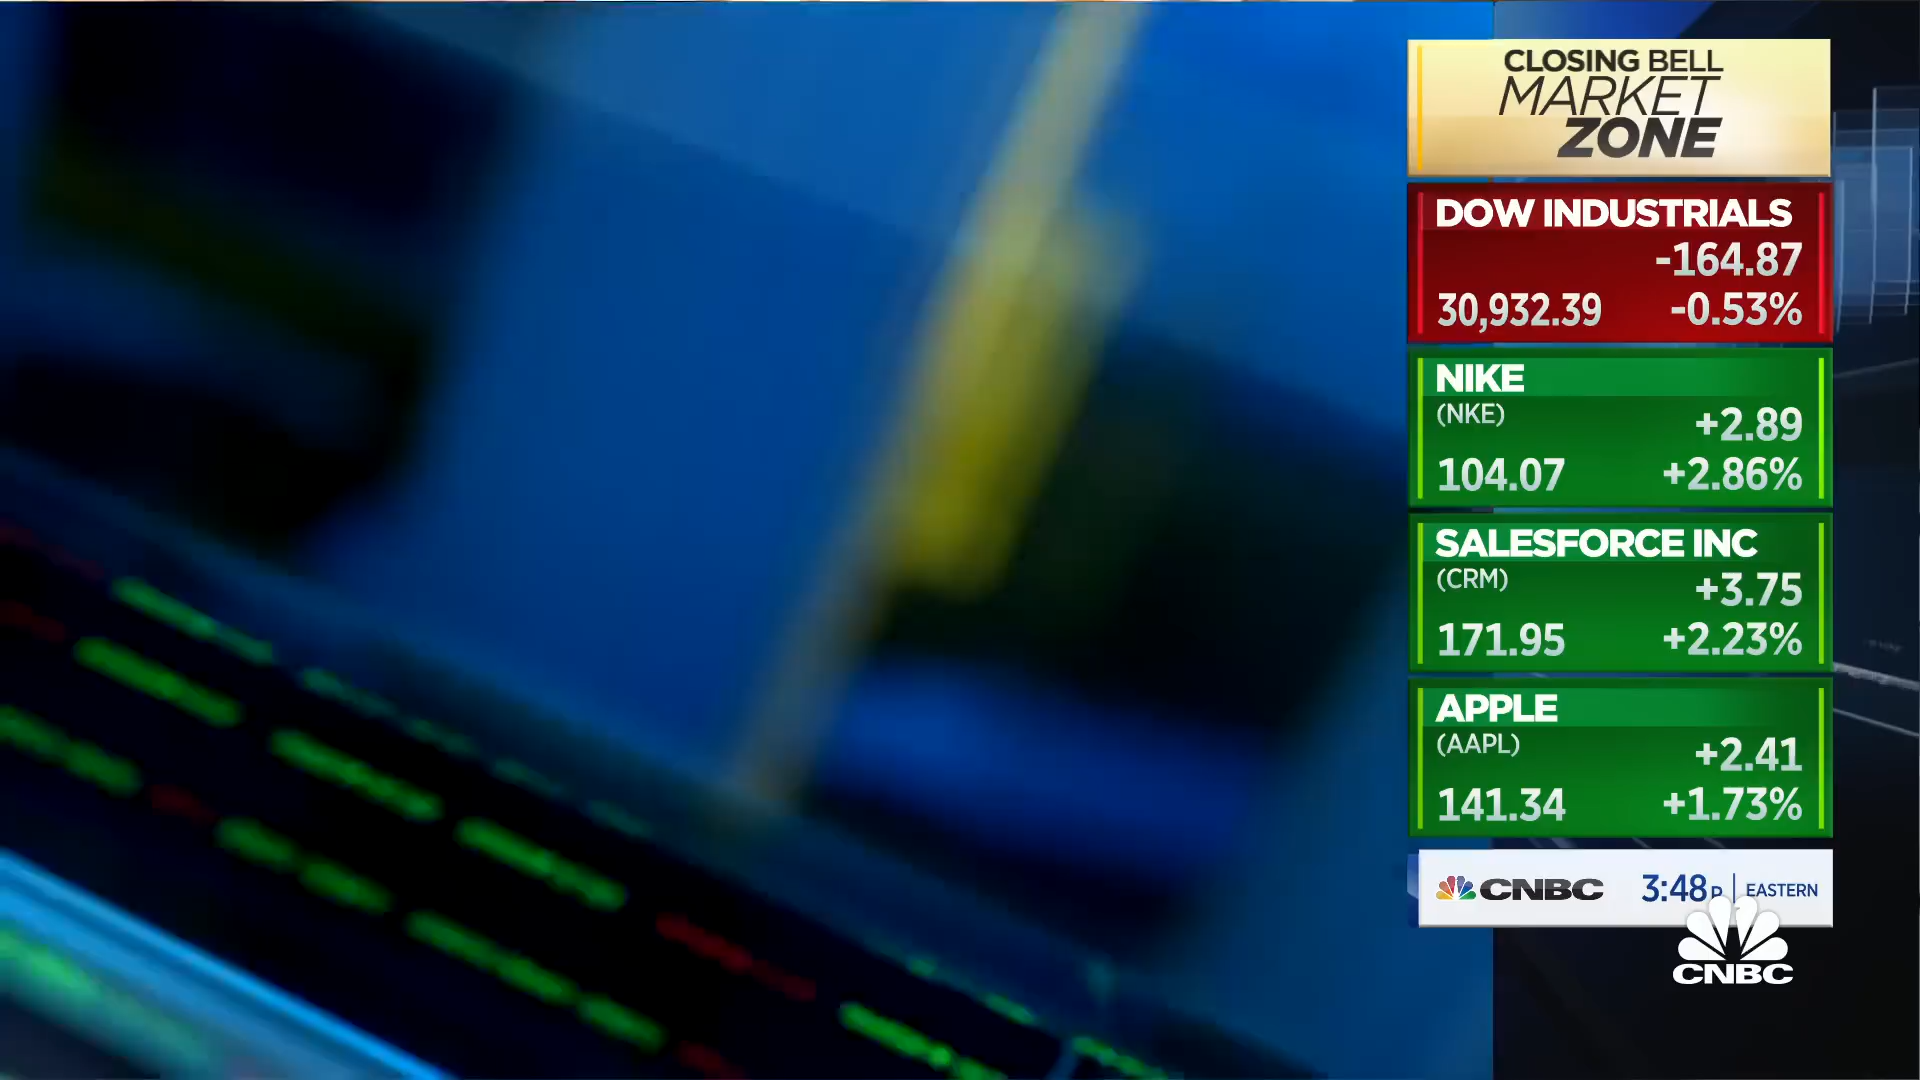 CLOSING BELL
MARKET
ZONE
DOW INDUSTRIALS
-164.87
30,932.39 -0.53%
NIKE
(NKE)
+2.89
104.07 +2.86%
SALESFORCE INC
(CRM)
+3.75
171.95 +2.23%
APPLE
(AAPL)
+2.41
141.34 +1.73%
CNBC 3:48P EASTERN
CNBC